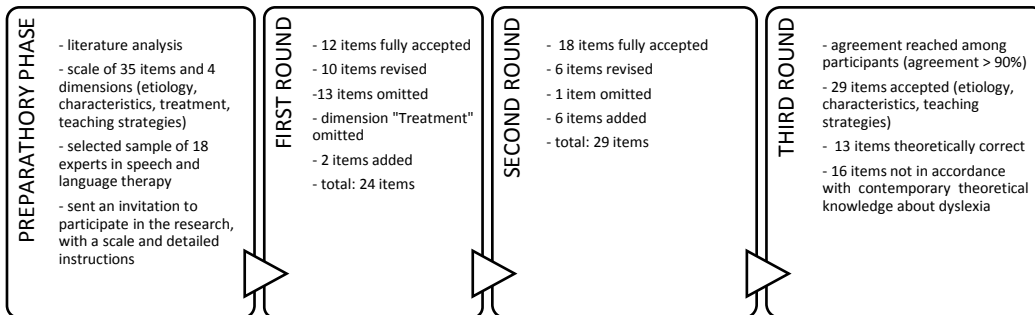 PREPARATHORY PHASE
- literature analysis
- scale of 35 items and 4
dimensions (etiology,
characteristics, treatment,
teaching strategies)
- selected sample of 18
experts in speech and
language therapy
- sent an invitation to
participate in the research,
with a scale and detailed
instructions
FIRST ROUND
- 12 items fully accepted
- 10 items revised
-13 items omitted
- dimension "Treatment"
omitted
- 2 items added
- total: 24 items
SECOND ROUND
- 18 items fully accepted
- 6 items revised
- 1 item omitted
- 6 items added
- total: 29 items
THIRD ROUND
- agreement reached among
participants (agreement > 90%)
- 29 items accepted (etiology,
characteristics, teaching
strategies)
- 13 items theoretically correct
- 16 items not in accordance
with contemporary theoretical
knowledge about dyslexia